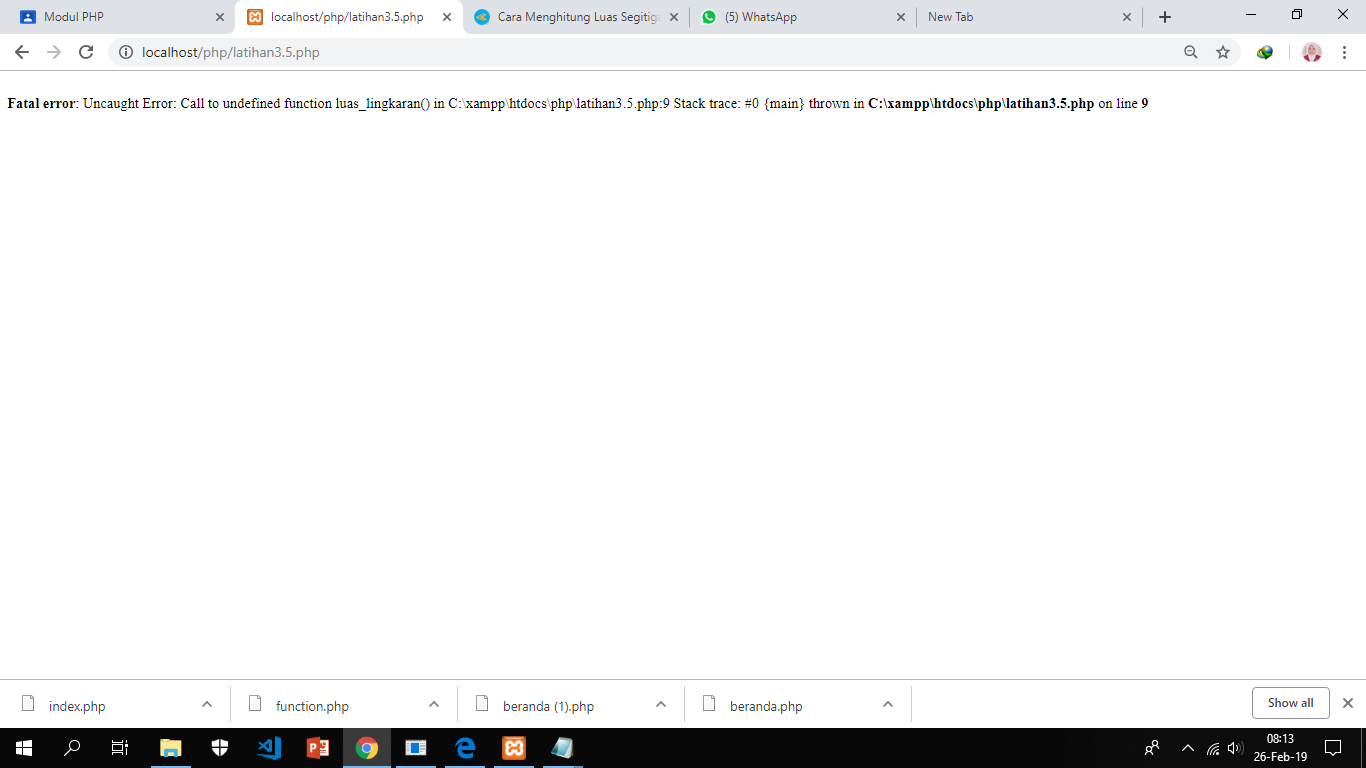 Modul PHP
localhost/php/latihan3.5.php
Cara Menghitung Luas Segitiga
(5) WhatsApp
New Tab
localhost/php/latihan3.5.php
Fatal error: Uncaught Error: Call to undefined function luas_lingkaran() in C:\xampp\htdocs\php\latihan3.5.php:9 Stack trace: #0 {main} thrown in C:\xampp\htdocs\php\latihan3.5.php on line 9
index.php
function.php
beranda (1).php
beranda.php
Show all
08:13
26-Feb-19